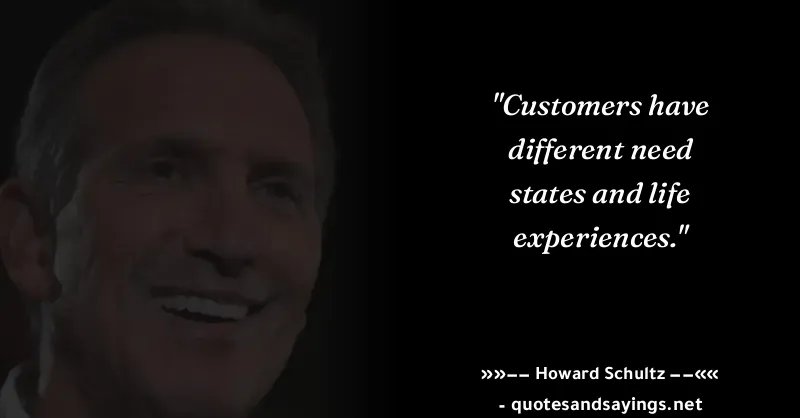 "Customers have
different need
states and life
experiences."
»»−− Howard Schultz −−««
- quotesandsayings.net